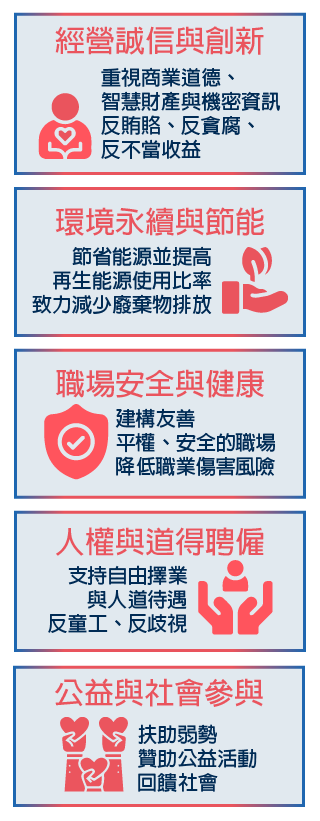 經營誠信與創新
重視商業道德、
智慧財產與機密資訊
反賄賂、反貪腐、
反不當收益
環境永續與節能
節省能源並提高
再生能源使用比率
致力減少廢棄物排放
職場安全與健康
建構友善
平權、安全的職場
降低職業傷害風險
人權與道得聘僱
支持自由擇業
與人道待遇
反童工、反歧視
公益與社會參與
扶助弱勢
贊助公益活動
回饋社會